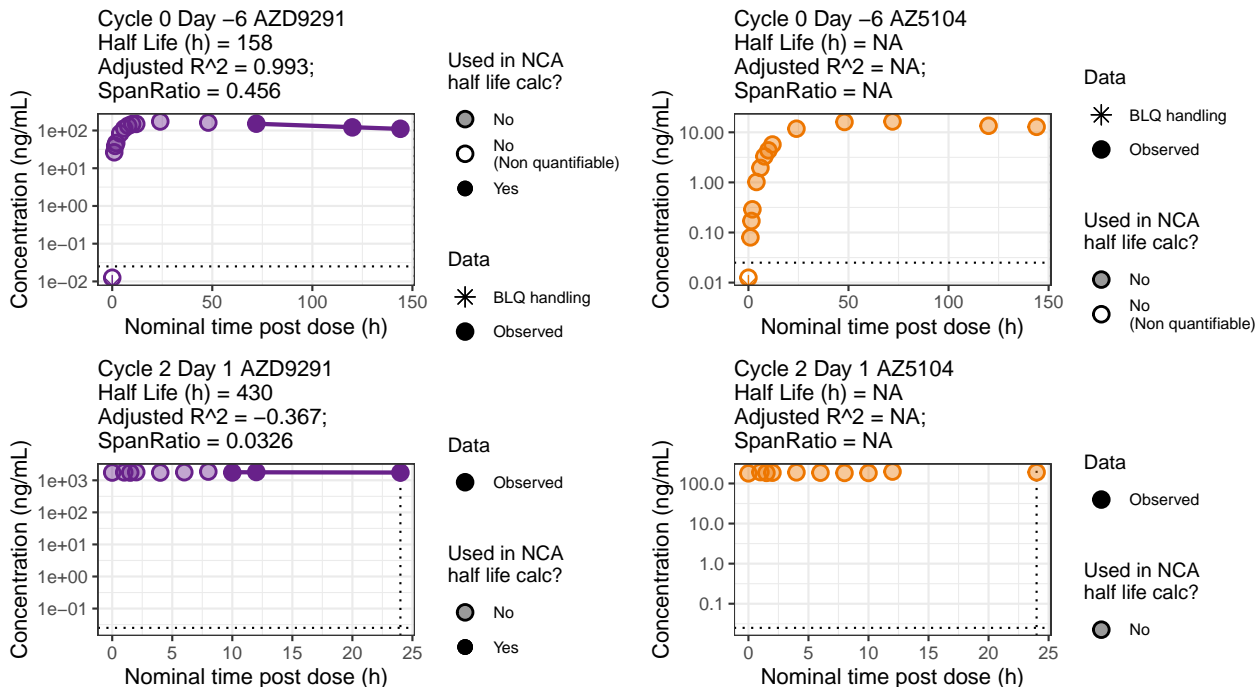 Cycle 0 Day −6 AZD9291
Half Life (h) = 158
Adjusted R^2 = 0.993;
SpanRatio = 0.456
Concentration (ng/mL)
1e+02
1e+01
1e+00
1e−01
1e−02
0
50
100
150
Nominal time post dose (h)
Used in NCA
half life calc?
No
No
(Non quantifiable)
Yes
Data
BLQ handling
Observed
Cycle 0 Day −6 AZ5104
Half Life (h) = NA
Adjusted R^2 = NA;
SpanRatio = NA
Concentration (ng/mL)
10.00
1.00
0.10
0.01
0
50
100
150
Nominal time post dose (h)
Data
BLQ handling
Observed
Used in NCA
half life calc?
No
No
(Non quantifiable)
Cycle 2 Day 1 AZD9291
Half Life (h) = 430
Adjusted R^2 = −0.367;
SpanRatio = 0.0326
Concentration (ng/mL)
1e+03
1e+02
1e+01
1e+00
1e−01
0
5
10
15
20
25
Nominal time post dose (h)
Data
Observed
Used in NCA
half life calc?
No
Yes
Cycle 2 Day 1 AZ5104
Half Life (h) = NA
Adjusted R^2 = NA;
SpanRatio = NA
Concentration (ng/mL)
100.0
10.0
1.0
0.1
0
5
10
15
20
25
Nominal time post dose (h)
Data
Observed
Used in NCA
half life calc?
No